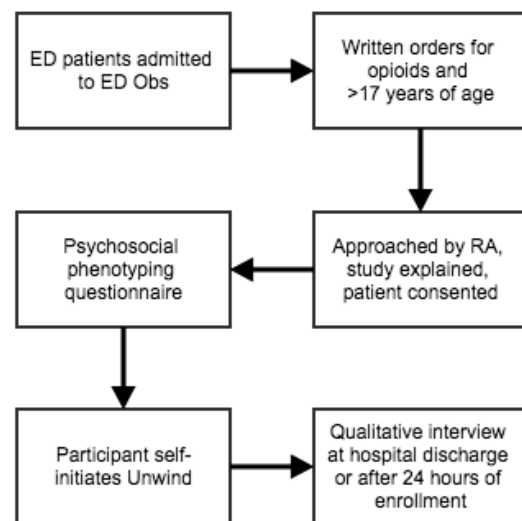 ED patients admitted
to ED Obs
Written orders for
opioids and
>17 years of age
Approached by RA,
study explained,
patient consented
Psychosocial
phenotyping
questionnaire
Participant self-
initiates Unwind
Qualitative interview
at hospital discharge
or after 24 hours of
enrollment